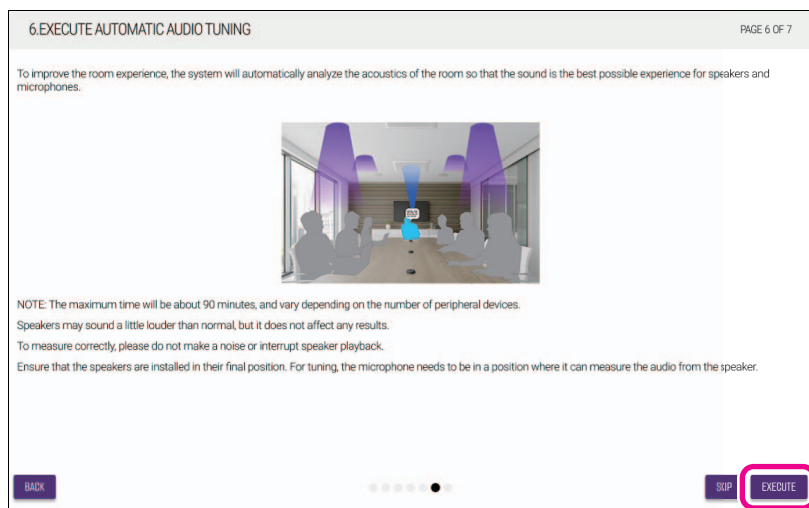 6.EXECUTE AUTOMATIC AUDIO TUNING
PAGE 6 OF 7
To improve the room experience, the system will automatically analyze the acoustics of the room so that the sound is the best possible experience for speakers and
microphones.
NOTE: The maximum time will be about 90 minutes, and vary depending on the number of peripheral devices.
Speakers may sound a little louder than normal, but it does not affect any results.
To measure correctly, please do not make a noise or interrupt speaker playback.
Ensure that the speakers are installed in their final position. For tuning, the microphone needs to be in a position where it can measure the audio from the speaker.
BACK
SKIP
EXECUTE